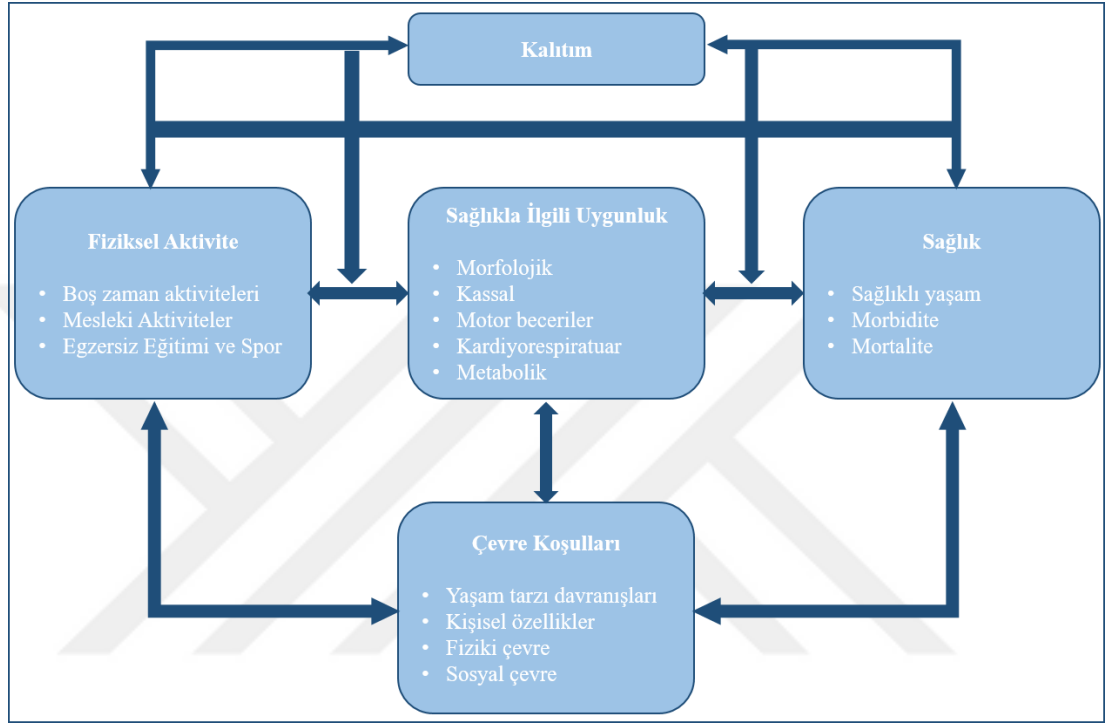 Kalıtım
Fiziksel Aktivite
• Boş zaman aktiviteleri
• Mesleki Aktiviteler
• Egzersiz Eğitimi ve Spor
Sağlıkla İlgili Uygunluk
• Morfolojik
• Kassal
• Motor beceriler
• Kardiyorespiratuar
• Metabolik
Sağlık
• Sağlıklı yaşam
• Morbidite
• Mortalite
Çevre Koşulları
• Yaşam tarzı davranışları
• Kişisel özellikler
• Fiziki çevre
• Sosyal çevre